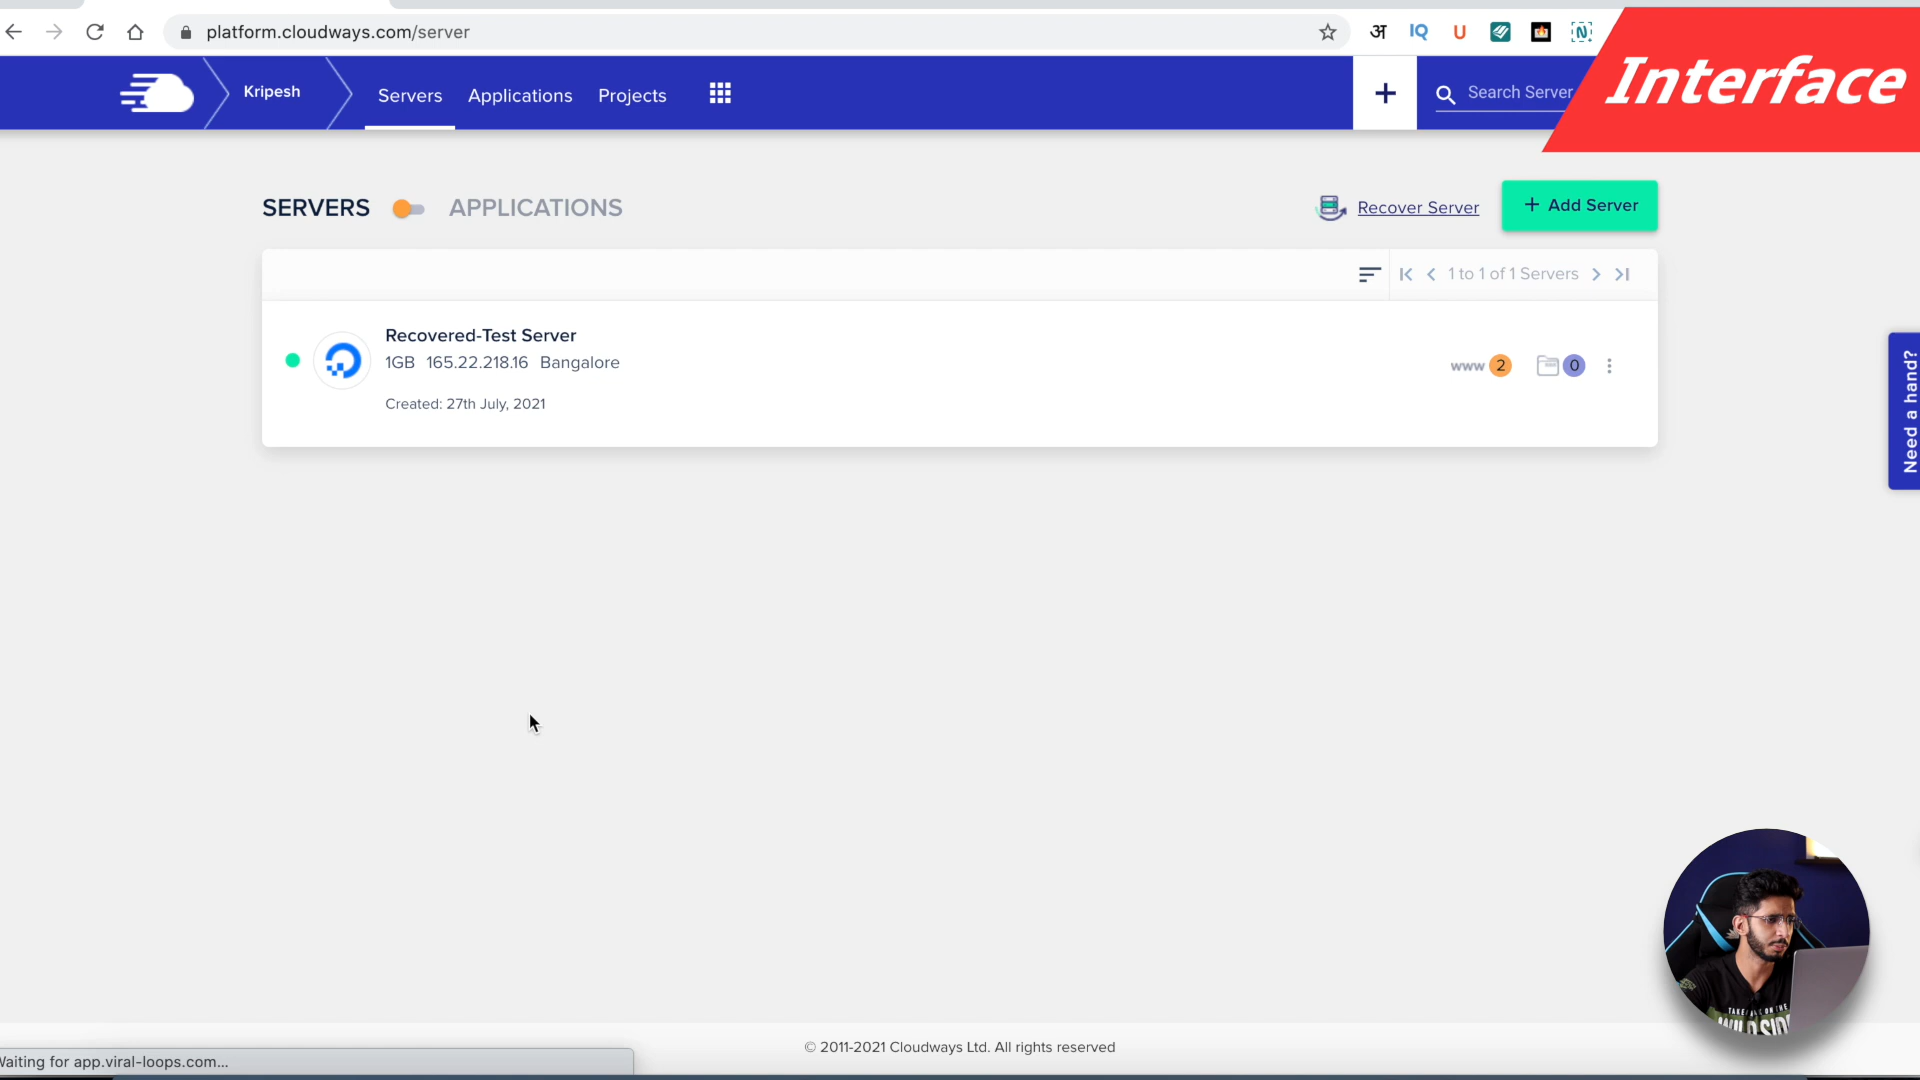 platform.cloudways.com/server
अ IQ U N
Interface
Kripesh
Servers Applications Projects
+ Search Server
SERVERS APPLICATIONS
Recover Server
+ Add Server
1 to 1 of 1 Servers
Recovered-Test Server
1GB 165.22.218.16 Bangalore
www 2 0
Created: 27th July, 2021
Need a hand?
© 2011-2021 Cloudways Ltd. All rights reserved
for app.viral-loops.com...